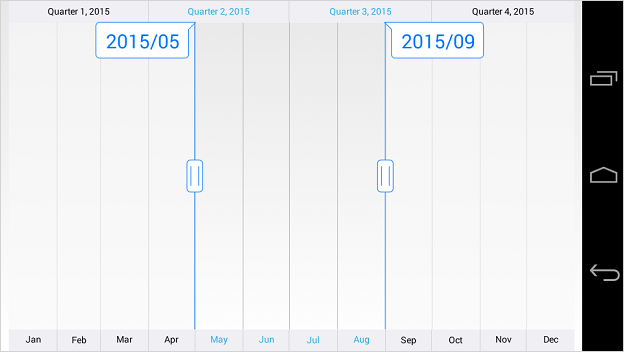 Quarter 1, 2015 Quarter 2, 2015 Quarter 3, 2015 Quarter 4, 2015
2015/05 2015/09
Jan Feb Mar Apr May Jun Jul Aug Sep Oct Nov Dec